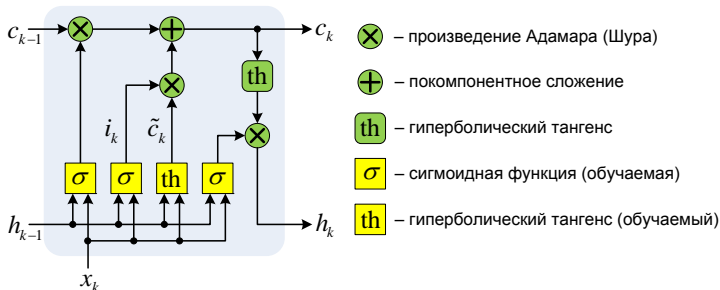 c_{k−1}
c_k
th
i_k
c̃_k
σ
σ
th
σ
h_{k−1}
h_k
x_k
– произведение Адамара (Шура)
– покомпонентное сложение
th – гиперболический тангенс
σ – сигмоидная функция (обучаемая)
th – гиперболический тангенс (обучаемый)